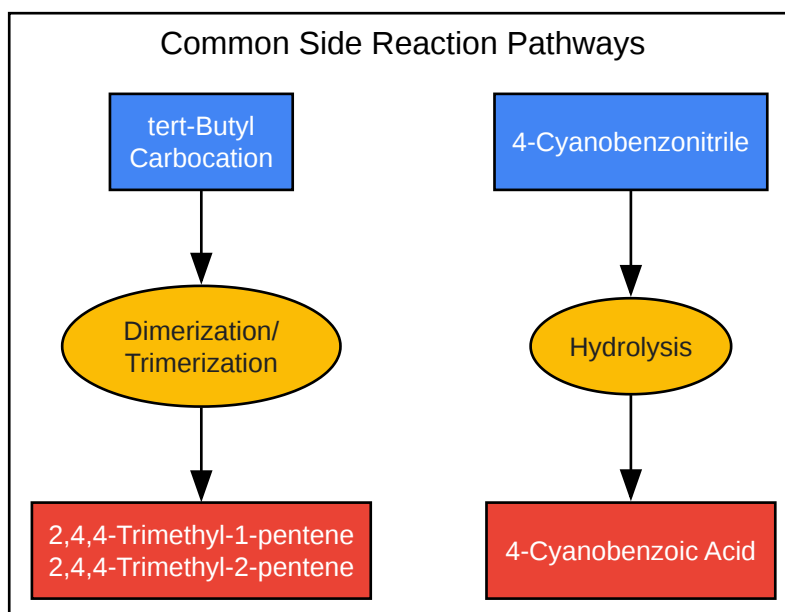 Common Side Reaction Pathways
tert-Butyl
Carbocation
Dimerization/
Trimerization
2,4,4-Trimethyl-1-pentene
2,4,4-Trimethyl-2-pentene
4-Cyanobenzonitrile
Hydrolysis
4-Cyanobenzoic Acid